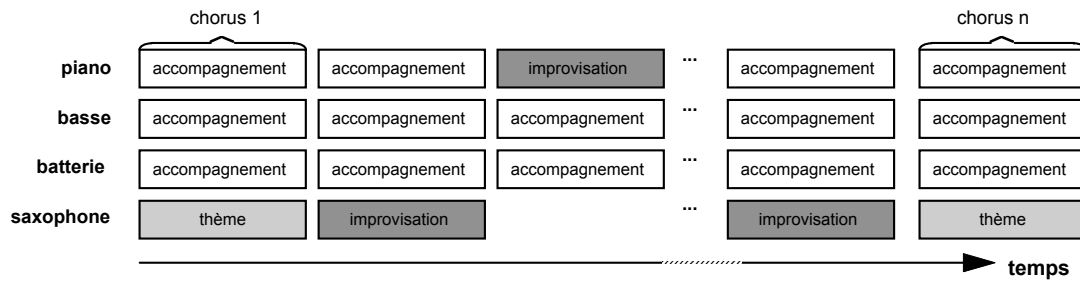 chorus 1 chorus n
piano accompagnement accompagnement improvisation ... accompagnement accompagnement
basse accompagnement accompagnement accompagnement ... accompagnement accompagnement
batterie accompagnement accompagnement accompagnement ... accompagnement accompagnement
saxophone thème improvisation ... improvisation thème
temps